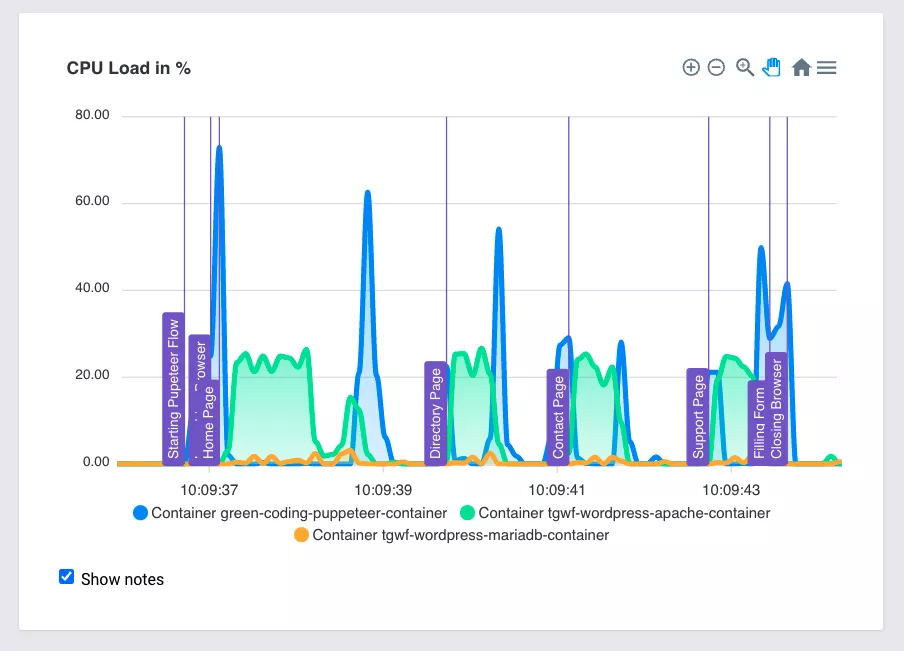 CPU Load in %
80.00
60.00
40.00
20.00
0.00
Starting Pupeteer Flow
Browser
Home Page
Directory Page
Contact Page
Support Page
Filling Form
Closing Browser
10:09:37
10:09:39
10:09:41
10:09:43
Container green-coding-puppeteer-container
Container tgwf-wordpress-apache-container
Container tgwf-wordpress-mariadb-container
Show notes